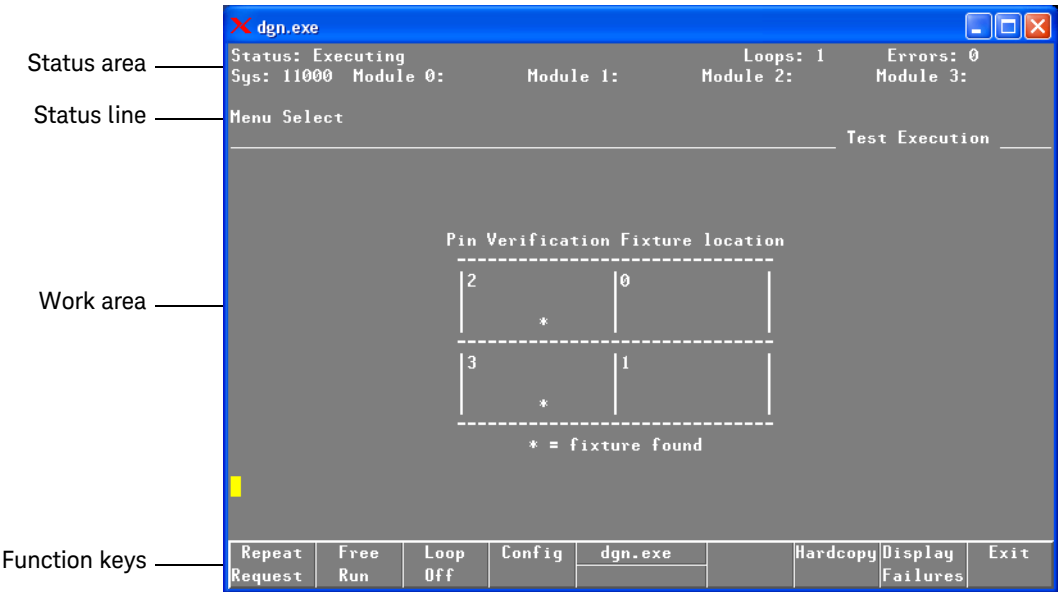 dgn.exe
Status area
Status: Executing Loops: 1 Errors: 0
Sys: 11000 Module 0: Module 1: Module 2: Module 3:
Status line
Menu Select
Test Execution
Pin Verification Fixture location
2 0
*
Work area
3 1
*
* = fixture found
Function keys
Repeat Free Loop Config dgn.exe Hardcopy Display Exit
Request Run Off Failures